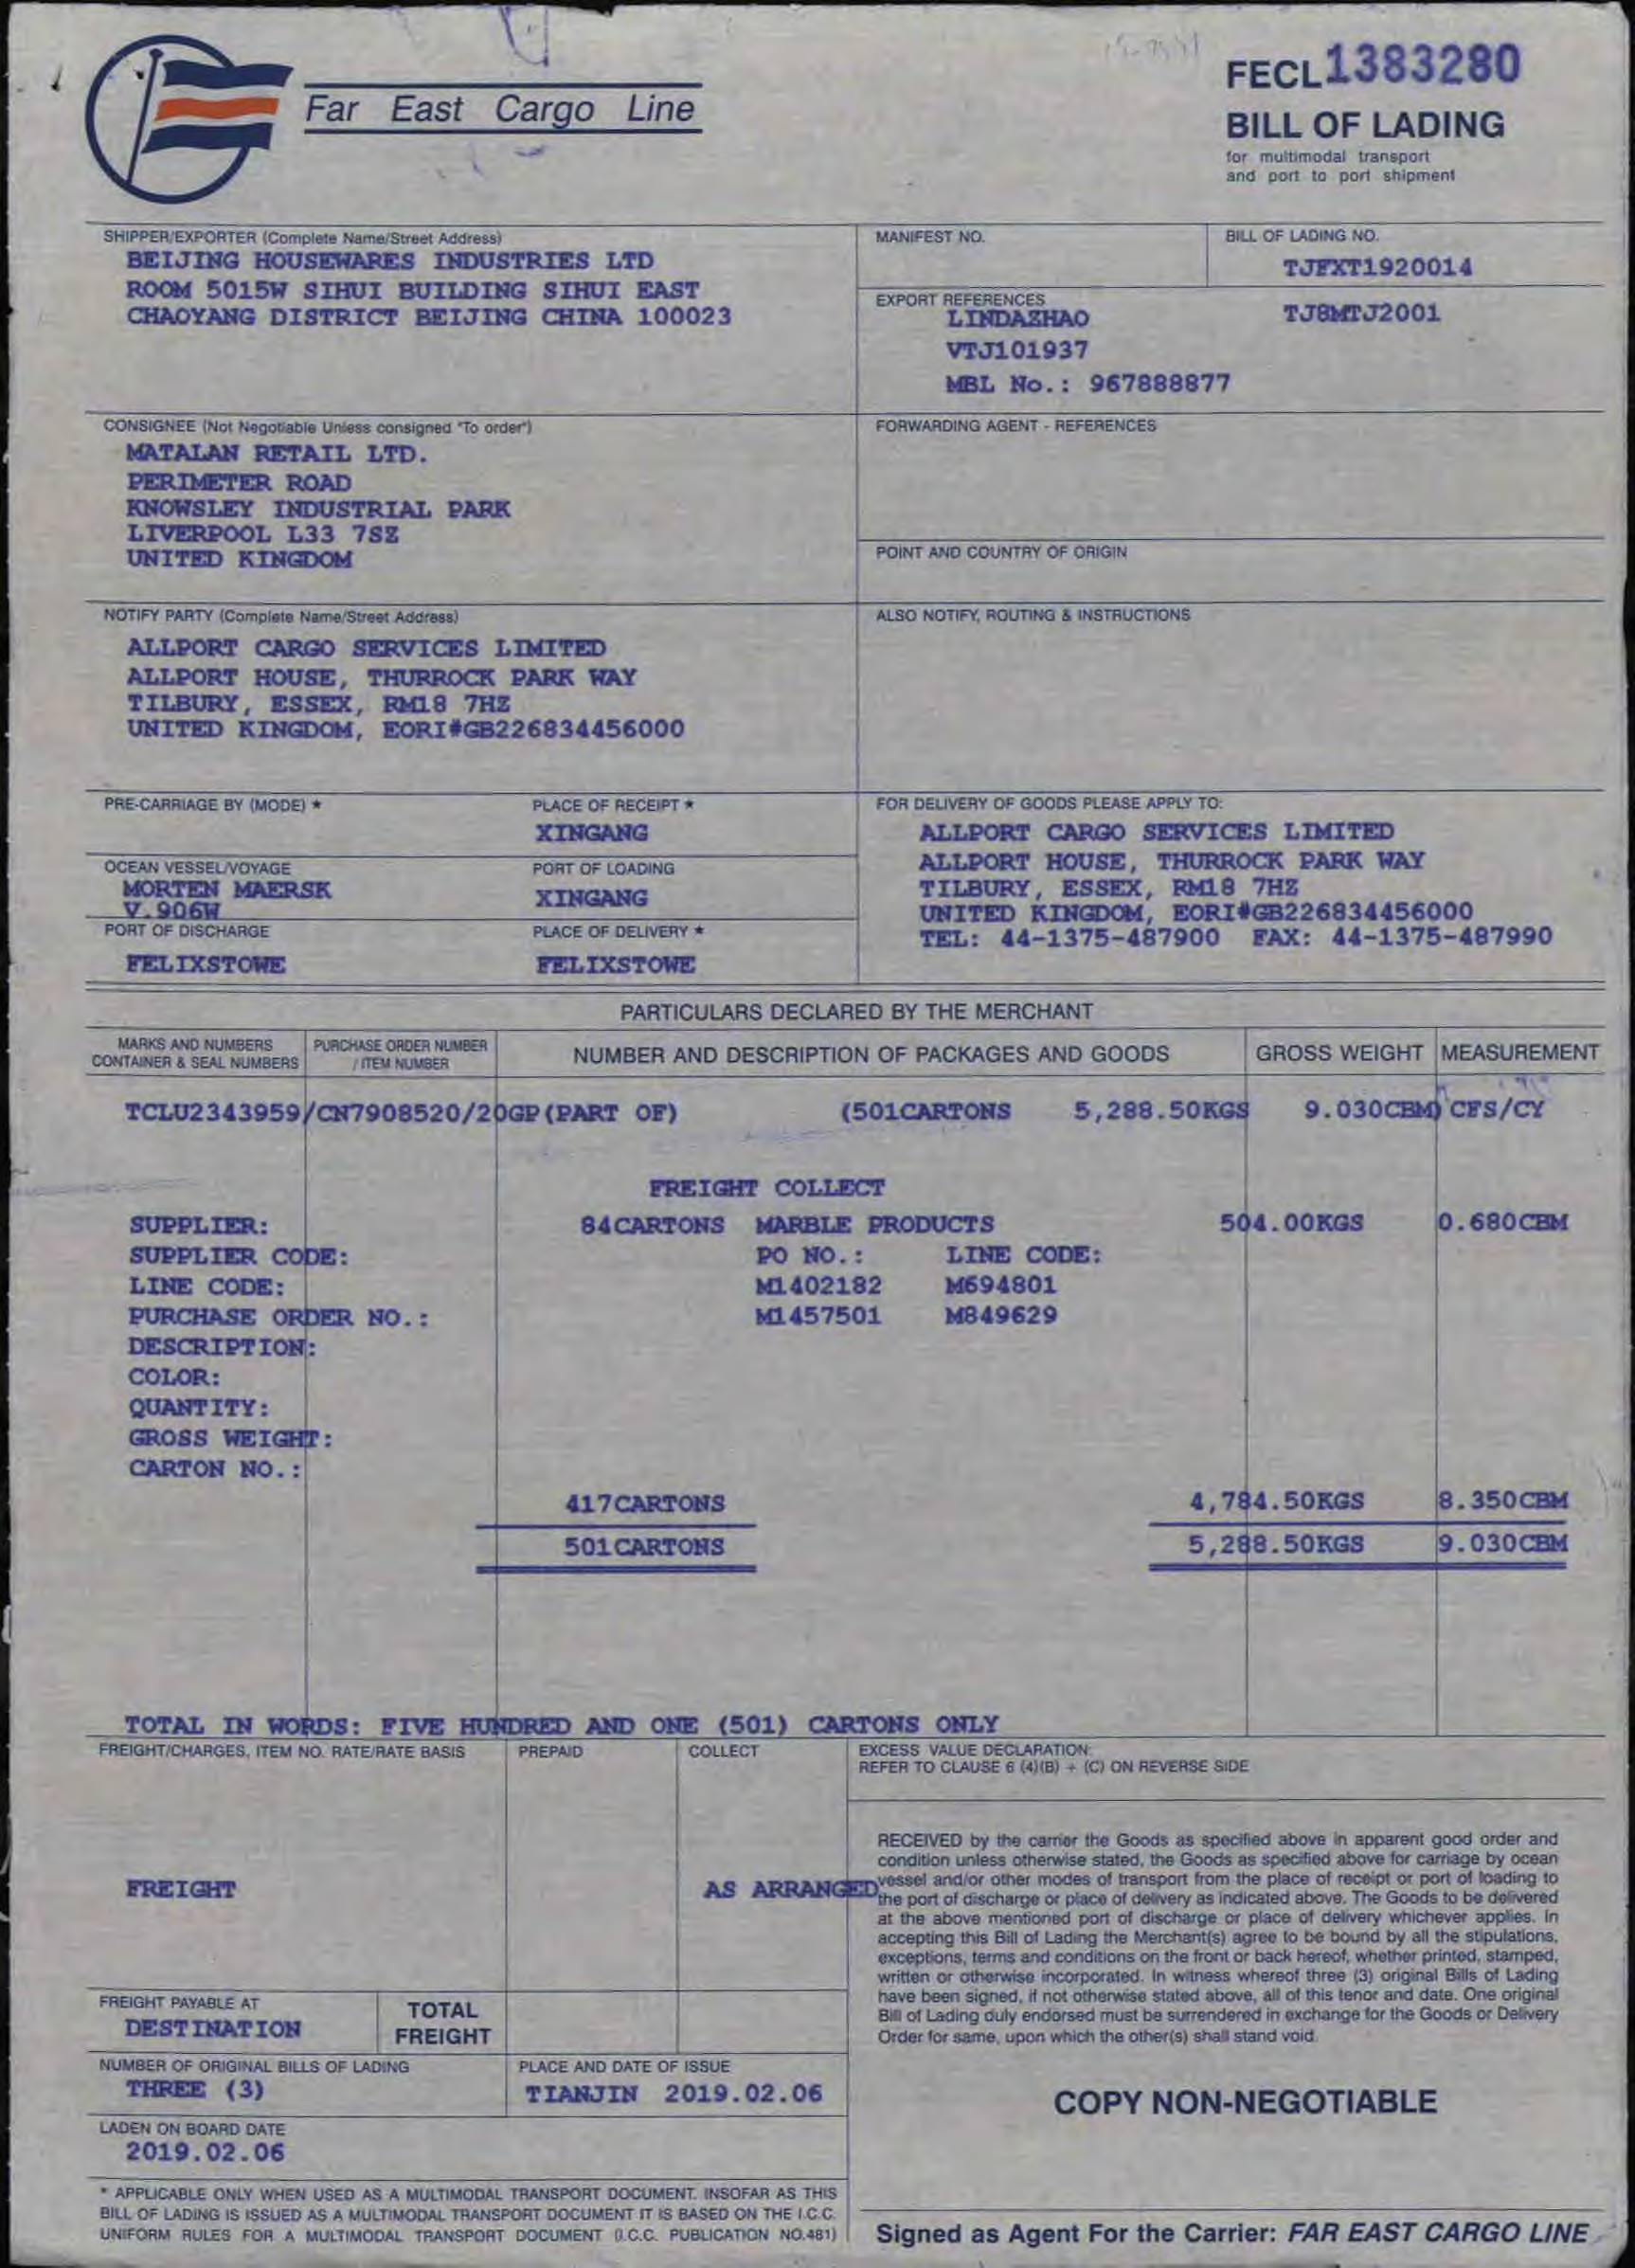 Far East Cargo Line
FECL1383280
BILL OF LADING
for multimodal transport
and port to port shipment
SHIPPER/EXPORTER (Complete Name/Street Address)
BEIJING HOUSEWARES INDUSTRIES LTD
ROOM 5015W SIHUI BUILDING SIHUI EAST
CHAOYANG DISTRICT BEIJING CHINA 100023
MANIFEST NO.
BILL OF LADING NO.
TJFXT1920014
EXPORT REFERENCES
LINDAZHAO TJ8MTJ2001
VTJ101937
MBL No.: 967888877
CONSIGNEE (Not Negotiable Unless consigned "To order")
MATALAN RETAIL LTD.
PERIMETER ROAD
KNOWSLEY INDUSTRIAL PARK
LIVERPOOL L33 7SZ
UNITED KINGDOM
FORWARDING AGENT - REFERENCES
POINT AND COUNTRY OF ORIGIN
NOTIFY PARTY (Complete Name/Street Address)
ALLPORT CARGO SERVICES LIMITED
ALLPORT HOUSE, THURROCK PARK WAY
TILBURY, ESSEX, RM18 7HZ
UNITED KINGDOM, EORI#GB226834456000
ALSO NOTIFY, ROUTING & INSTRUCTIONS
PRE-CARRIAGE BY (MODE) *
PLACE OF RECEIPT *
XINGANG
OCEAN VESSEL/VOYAGE
MORTEN MAERSK
V.906W
PORT OF LOADING
XINGANG
PORT OF DISCHARGE
FELIXSTOWE
PLACE OF DELIVERY *
FELIXSTOWE
FOR DELIVERY OF GOODS PLEASE APPLY TO:
ALLPORT CARGO SERVICES LIMITED
ALLPORT HOUSE, THURROCK PARK WAY
TILBURY, ESSEX, RM18 7HZ
UNITED KINGDOM, EORI#GB226834456000
TEL: 44-1375-487900 FAX: 44-1375-487990
PARTICULARS DECLARED BY THE MERCHANT
MARKS AND NUMBERS
CONTAINER & SEAL NUMBERS
PURCHASE ORDER NUMBER
/ ITEM NUMBER
NUMBER AND DESCRIPTION OF PACKAGES AND GOODS
GROSS WEIGHT
MEASUREMENT
TCLU2343959/CN7908520/20GP(PART OF) (501CARTONS 5,288.50KGS 9.030CBM) CFS/CY
FREIGHT COLLECT
SUPPLIER: 84CARTONS MARBLE PRODUCTS 504.00KGS 0.680CBM
SUPPLIER CODE: PO NO.: LINE CODE:
LINE CODE: M1402182 M694801
PURCHASE ORDER NO.: M1457501 M849629
DESCRIPTION:
COLOR:
QUANTITY:
GROSS WEIGHT:
CARTON NO.:
417CARTONS 4,784.50KGS 8.350CBM
501CARTONS 5,288.50KGS 9.030CBM
TOTAL IN WORDS: FIVE HUNDRED AND ONE (501) CARTONS ONLY
FREIGHT/CHARGES, ITEM NO. RATE/RATE BASIS
PREPAID
COLLECT
FREIGHT AS ARRANGED
EXCESS VALUE DECLARATION:
REFER TO CLAUSE 6 (4)(B) + (C) ON REVERSE SIDE
RECEIVED by the carrier the Goods as specified above in apparent good order and
condition unless otherwise stated, the Goods as specified above for carriage by ocean
vessel and/or other modes of transport from the place of receipt or port of loading to
the port of discharge or place of delivery as indicated above. The Goods to be delivered
at the above mentioned port of discharge or place of delivery whichever applies. In
accepting this Bill of Lading the Merchant(s) agree to be bound by all the stipulations,
exceptions, terms and conditions on the front or back hereof, whether printed, stamped,
written or otherwise incorporated. In witness whereof three (3) original Bills of Lading
have been signed, if not otherwise stated above, all of this tenor and date. One original
Bill of Lading duly endorsed must be surrendered in exchange for the Goods or Delivery
Order for same, upon which the other(s) shall stand void.
FREIGHT PAYABLE AT
DESTINATION
TOTAL
FREIGHT
NUMBER OF ORIGINAL BILLS OF LADING
THREE (3)
PLACE AND DATE OF ISSUE
TIANJIN 2019.02.06
LADEN ON BOARD DATE
2019.02.06
COPY NON-NEGOTIABLE
* APPLICABLE ONLY WHEN USED AS A MULTIMODAL TRANSPORT DOCUMENT. INSOFAR AS THIS
BILL OF LADING IS ISSUED AS A MULTIMODAL TRANSPORT DOCUMENT IT IS BASED ON THE I.C.C.
UNIFORM RULES FOR A MULTIMODAL TRANSPORT DOCUMENT (I.C.C. PUBLICATION NO.481)
Signed as Agent For the Carrier: FAR EAST CARGO LINE